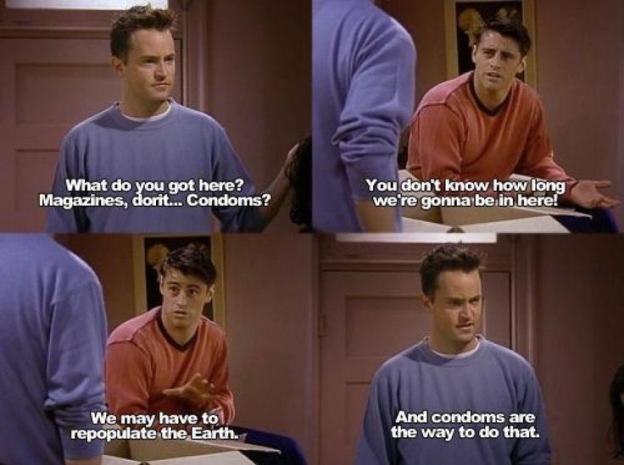 What do you got here?
Magazines, dorit... Condoms?
You don't know how long
we're gonna be in here!
We may have to
repopulate the Earth.
And condoms are
the way to do that.